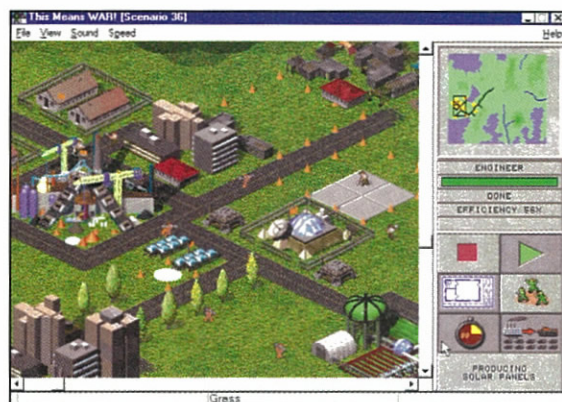 This Means WAR! [Scenario 36]
File View Sound Speed Help
ENGINEER
DONE
EFFICIENCY 56%
PRODUCING
SOLAR PANELS
Grass